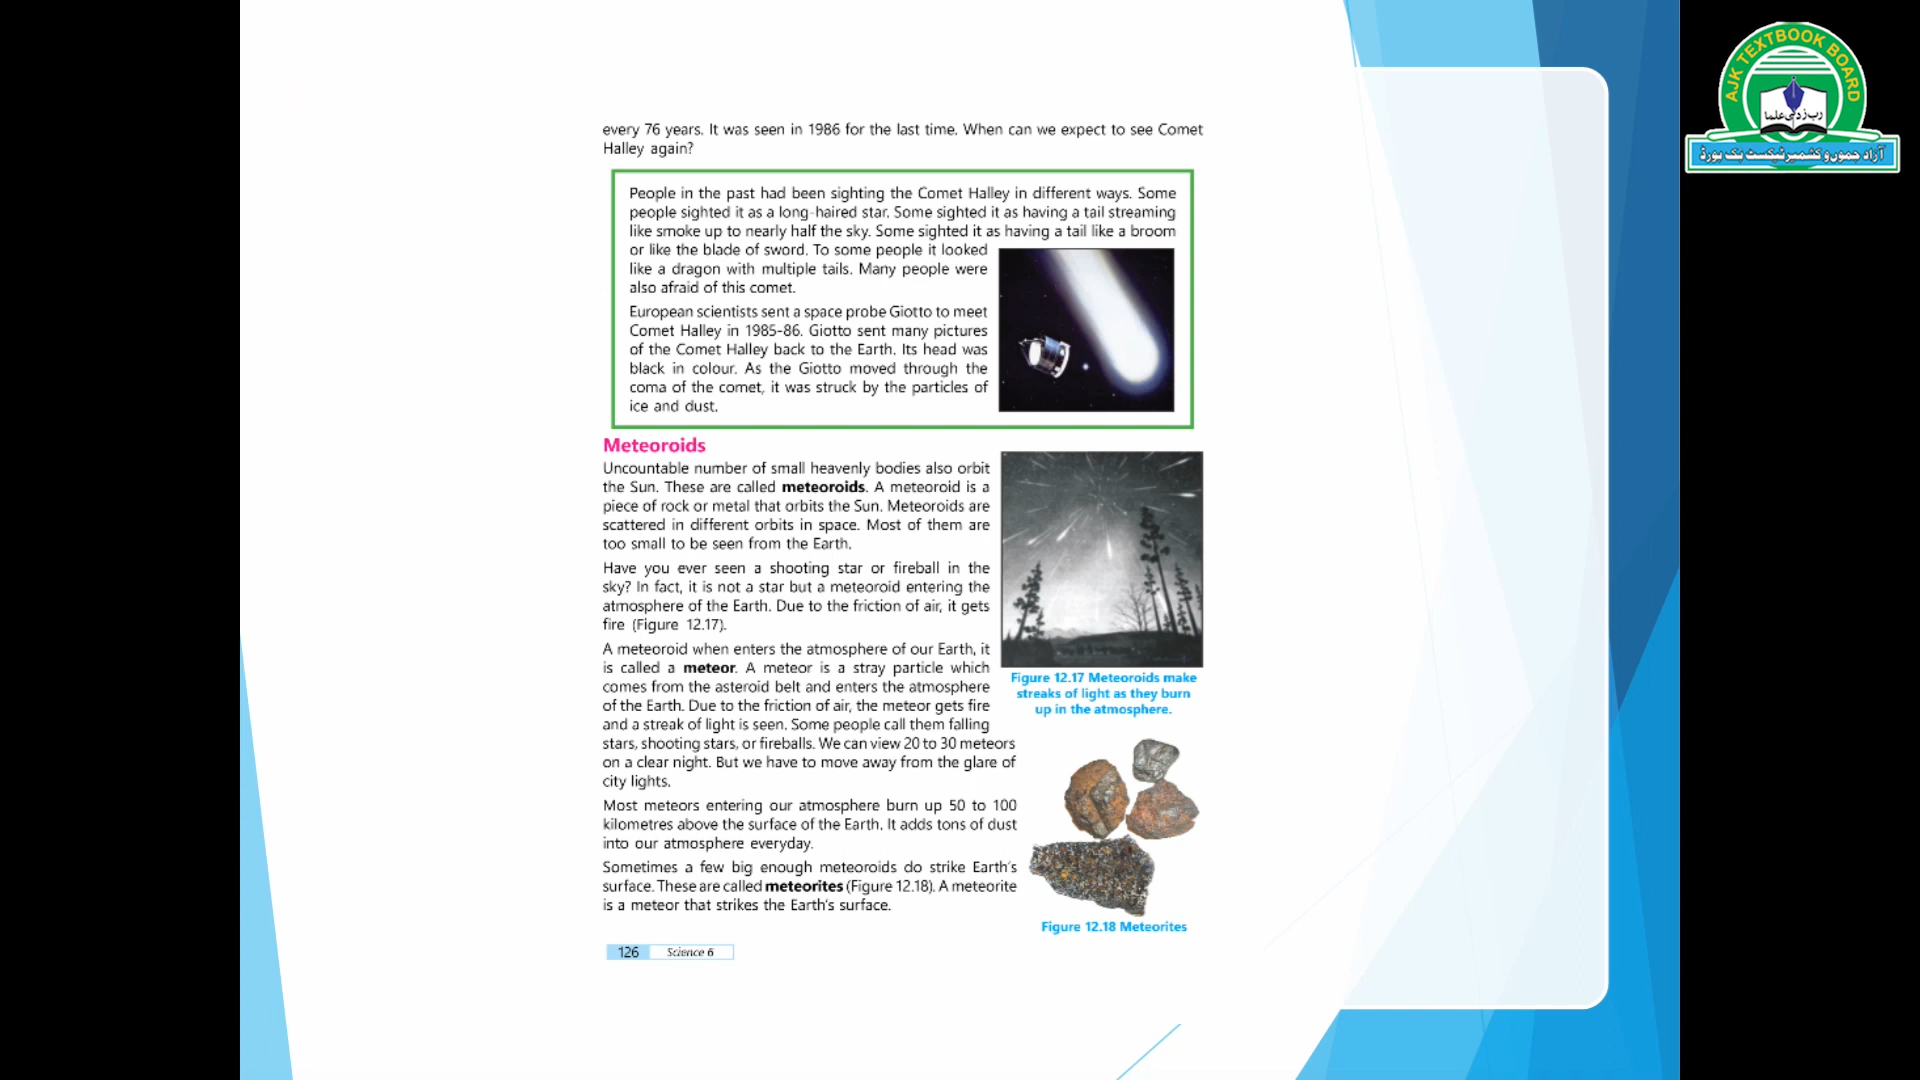 AJK TEXTBOOK BOARD
آزاد جموں و کشمیر ٹیکسٹ بک بورڈ
every 76 years. It was seen in 1986 for the last time. When can we expect to see Comet
Halley again?
People in the past had been sighting the Comet Halley in different ways. Some
people sighted it as a long-haired star. Some sighted it as having a tail streaming
like smoke up to nearly half the sky. Some sighted it as having a tail like a broom
or like the blade of sword. To some people it looked
like a dragon with multiple tails. Many people were
also afraid of this comet.
European scientists sent a space probe Giotto to meet
Comet Halley in 1985-86. Giotto sent many pictures
of the Comet Halley back to the Earth. Its head was
black in colour. As the Giotto moved through the
coma of the comet, it was struck by the particles of
ice and dust.
Meteoroids
Uncountable number of small heavenly bodies also orbit
the Sun. These are called meteoroids. A meteoroid is a
piece of rock or metal that orbits the Sun. Meteoroids are
scattered in different orbits in space. Most of them are
too small to be seen from the Earth.
Have you ever seen a shooting star or fireball in the
sky? In fact, it is not a star but a meteoroid entering the
atmosphere of the Earth. Due to the friction of air, it gets
fire (Figure 12.17).
A meteoroid when enters the atmosphere of our Earth, it
is called a meteor. A meteor is a stray particle which
comes from the asteroid belt and enters the atmosphere
of the Earth. Due to the friction of air, the meteor gets fire
and a streak of light is seen. Some people call them falling
stars, shooting stars, or fireballs. We can view 20 to 30 meteors
on a clear night. But we have to move away from the glare of
city lights.
Figure 12.17 Meteoroids make
streaks of light as they burn
up in the atmosphere.
Most meteors entering our atmosphere burn up 50 to 100
kilometres above the surface of the Earth. It adds tons of dust
into our atmosphere everyday.
Sometimes a few big enough meteoroids do strike Earth's
surface. These are called meteorites (Figure 12.18). A meteorite
is a meteor that strikes the Earth's surface.
Figure 12.18 Meteorites
126 Science 6